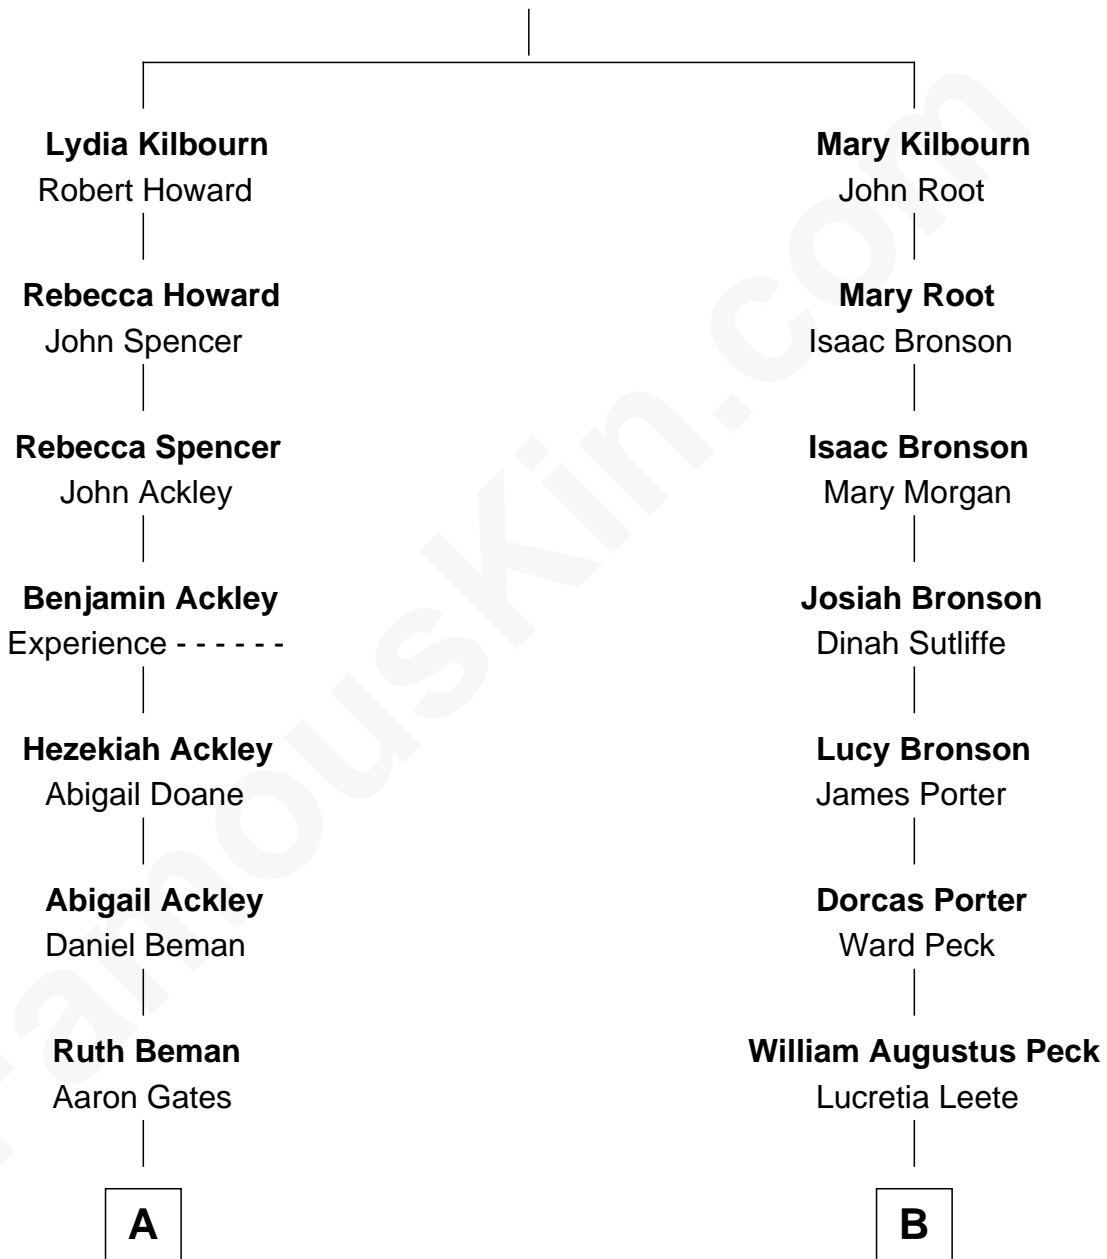 Lydia Kilbourn
Robert Howard
Mary Kilbourn
John Root
Rebecca Howard
John Spencer
Mary Root
Isaac Bronson
Rebecca Spencer
John Ackley
Isaac Bronson
Mary Morgan
Benjamin Ackley
Experience - - - - - -
Josiah Bronson
Dinah Sutliffe
Hezekiah Ackley
Abigail Doane
Lucy Bronson
James Porter
Abigail Ackley
Daniel Beman
Dorcas Porter
Ward Peck
Ruth Beman
Aaron Gates
William Augustus Peck
Lucretia Leete
A
B
FamousKin.com